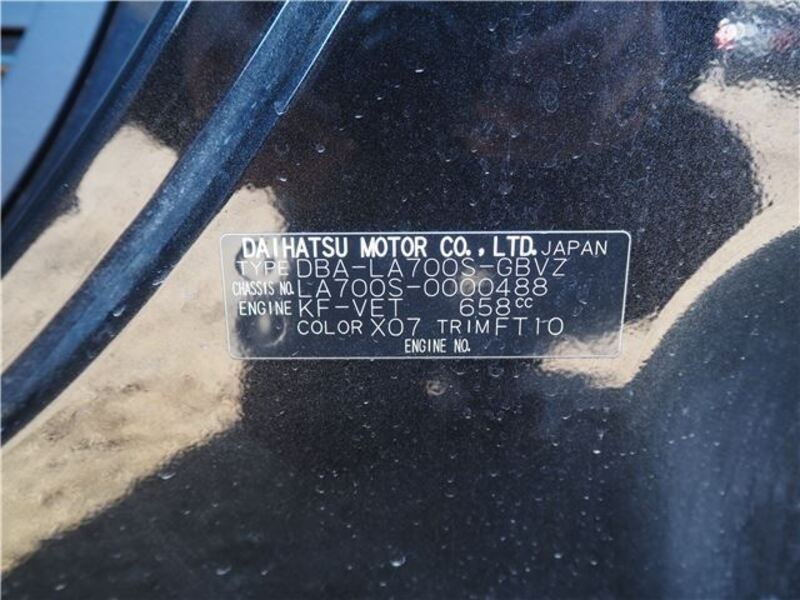 DAIHATSU MOTOR CO., LTD. JAPAN
TYPE DBA-LA700S-GBVZ
CHASSIS NO. LA700S-0000488
ENGINE KF-VET 658CC
COLOR X07 TRIM FT10
ENGINE NO.